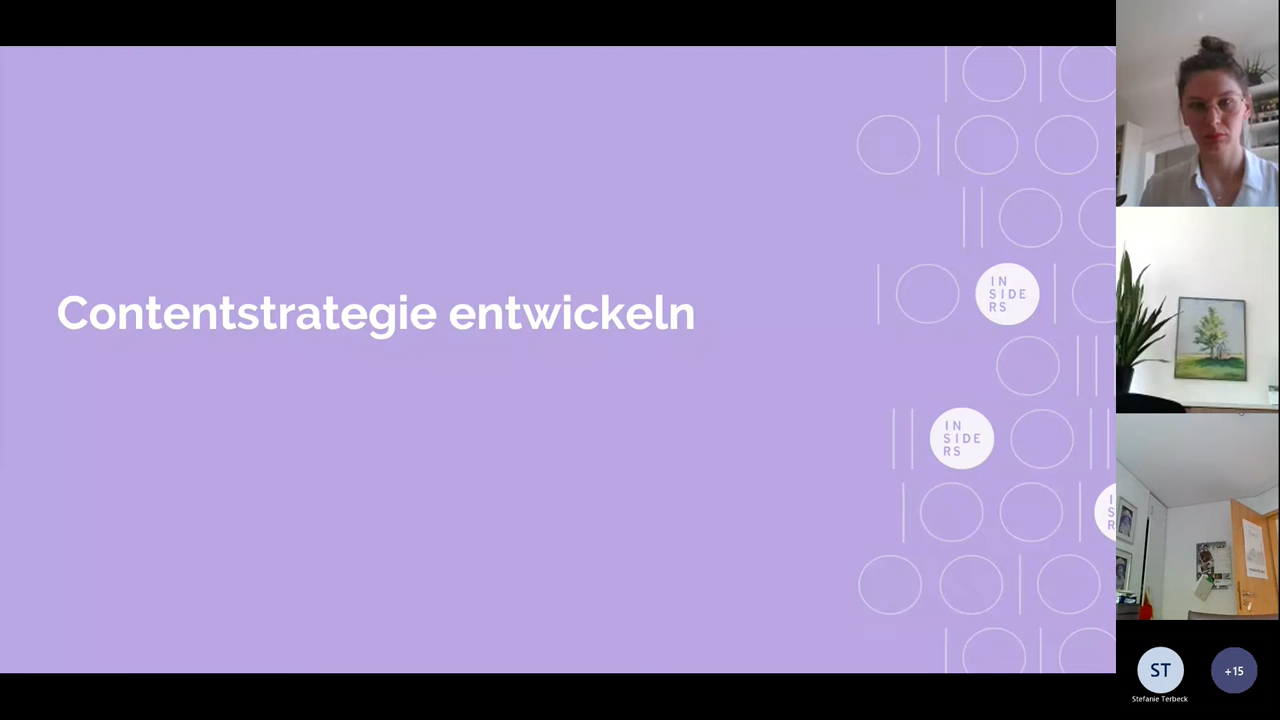 Contentstrategie entwickeln
IN
SIDE
RS
IN
SIDE
RS
I
S
R
ST
+15
Stefanie Terbeck